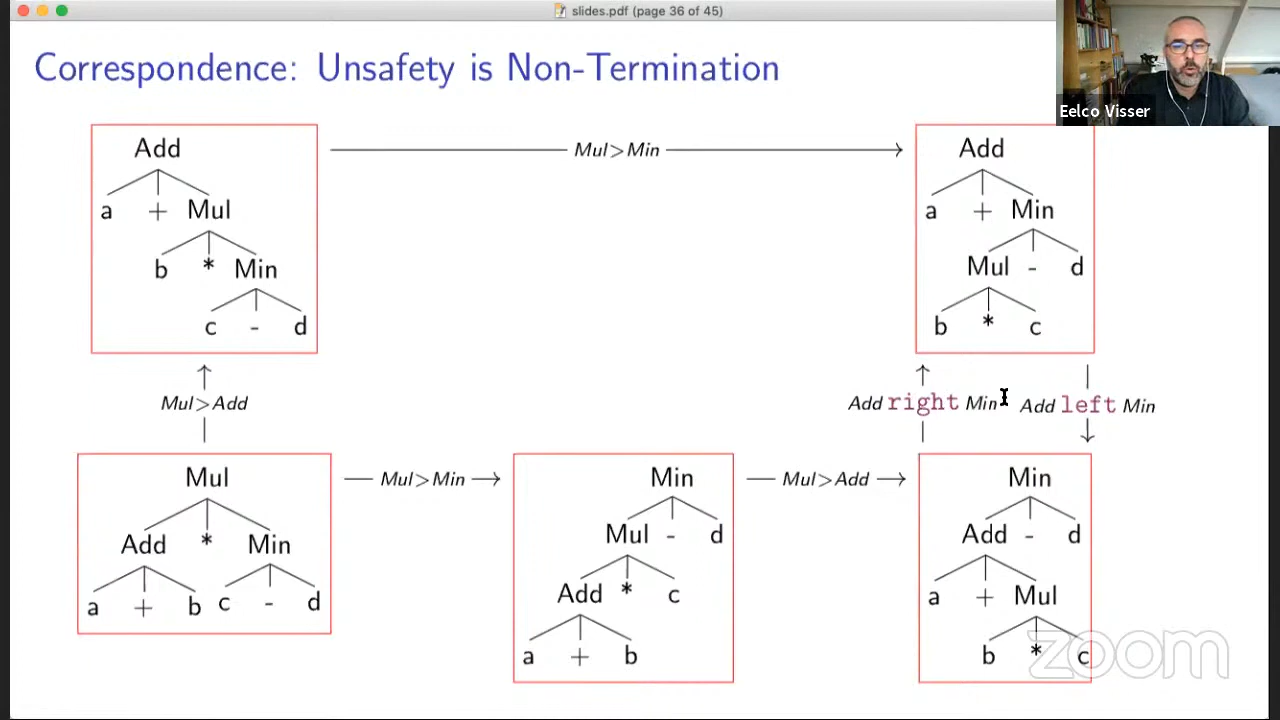 slides.pdf (page 36 of 45)
Correspondence: Unsafety is Non-Termination
Eelco Visser
Add
a + Mul
b * Min
c - d
Mul>Min
Add
a + Min
Mul - d
b * c
Mul>Add
Add right Min
Add left Min
Mul
Add * Min
a + b c - d
Mul>Min
Min
Mul - d
Add * c
a + b
Mul>Add
Min
Add - d
a + Mul
b * c
zoom